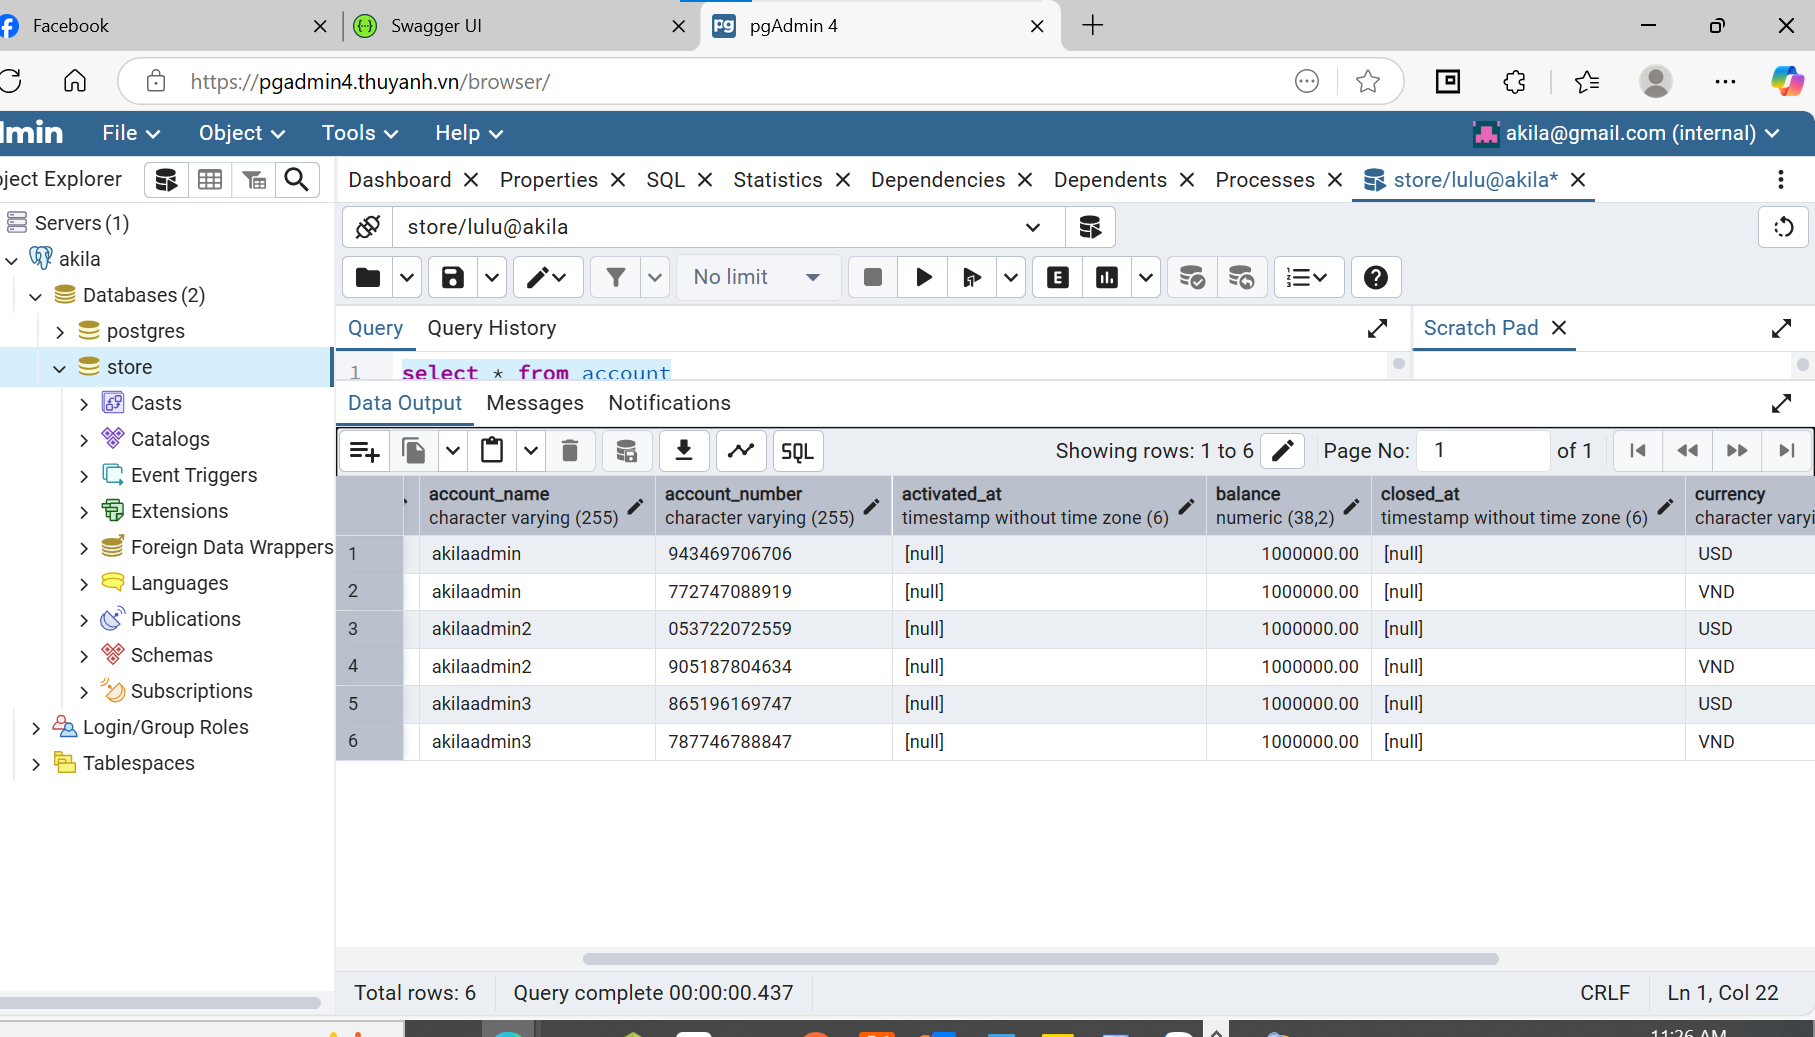 Facebook
Swagger UI
pgAdmin 4
https://pgadmin4.thuyanh.vn/browser/
File
Object
Tools
Help
akila@gmail.com (internal)
Dashboard
Properties
SQL
Statistics
Dependencies
Dependents
Processes
store/lulu@akila*
Servers (1)
akila
Databases (2)
postgres
store
Casts
Catalogs
Event Triggers
Extensions
Foreign Data Wrappers
Languages
Publications
Schemas
Subscriptions
Login/Group Roles
Tablespaces
store/lulu@akila
No limit
E
Query
Query History
Scratch Pad
1 select * from account
Data Output
Messages
Notifications
SQL
Showing rows: 1 to 6
Page No: 1 of 1
account_name account_number activated_at balance closed_at currency
character varying (255) character varying (255) timestamp without time zone (6) numeric (38,2) timestamp without time zone (6) character
1 akilaadmin 943469706706 [null] 1000000.00 [null] USD
2 akilaadmin 772747088919 [null] 1000000.00 [null] VND
3 akilaadmin2 053722072559 [null] 1000000.00 [null] USD
4 akilaadmin2 905187804634 [null] 1000000.00 [null] VND
5 akilaadmin3 865196169747 [null] 1000000.00 [null] USD
6 akilaadmin3 787746788847 [null] 1000000.00 [null] VND
Total rows: 6
Query complete 00:00:00.437
CRLF
Ln 1, Col 22
11:26 AM